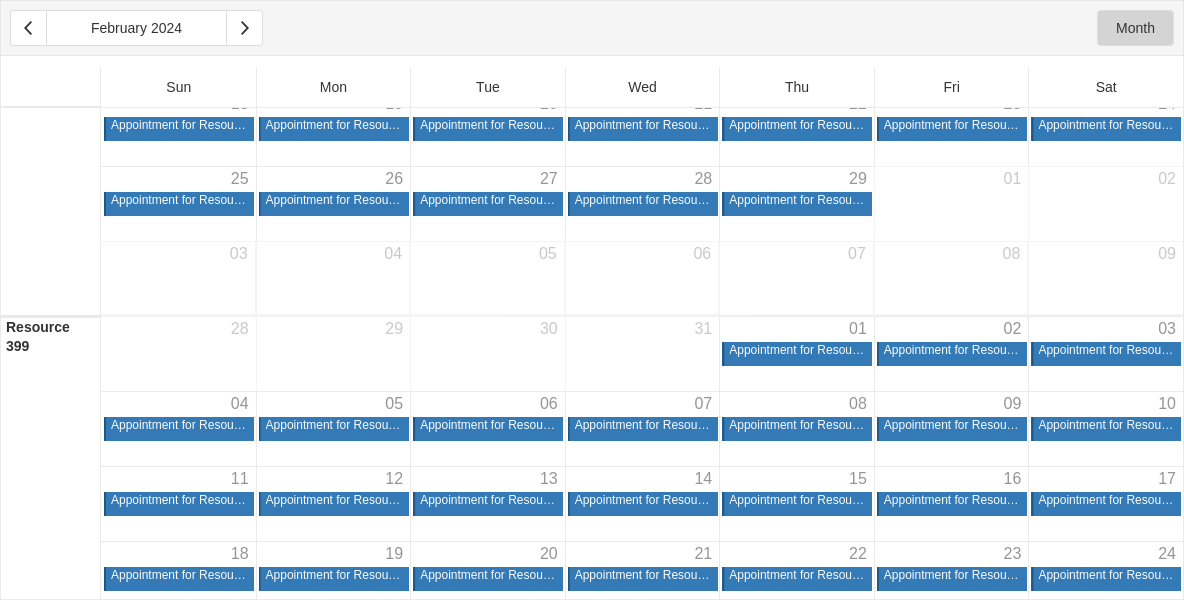 February 2024
Month
Sun Mon Tue Wed Thu Fri Sat
Appointment for Resou… Appointment for Resou… Appointment for Resou… Appointment for Resou… Appointment for Resou… Appointment for Resou… Appointment for Resou…
25 26 27 28 29 01 02
Appointment for Resou… Appointment for Resou… Appointment for Resou… Appointment for Resou… Appointment for Resou…
03 04 05 06 07 08 09
Resource
399
28 29 30 31 01 02 03
Appointment for Resou… Appointment for Resou… Appointment for Resou…
04 05 06 07 08 09 10
Appointment for Resou… Appointment for Resou… Appointment for Resou… Appointment for Resou… Appointment for Resou… Appointment for Resou… Appointment for Resou…
11 12 13 14 15 16 17
Appointment for Resou… Appointment for Resou… Appointment for Resou… Appointment for Resou… Appointment for Resou… Appointment for Resou… Appointment for Resou…
18 19 20 21 22 23 24
Appointment for Resou… Appointment for Resou… Appointment for Resou… Appointment for Resou… Appointment for Resou… Appointment for Resou… Appointment for Resou…